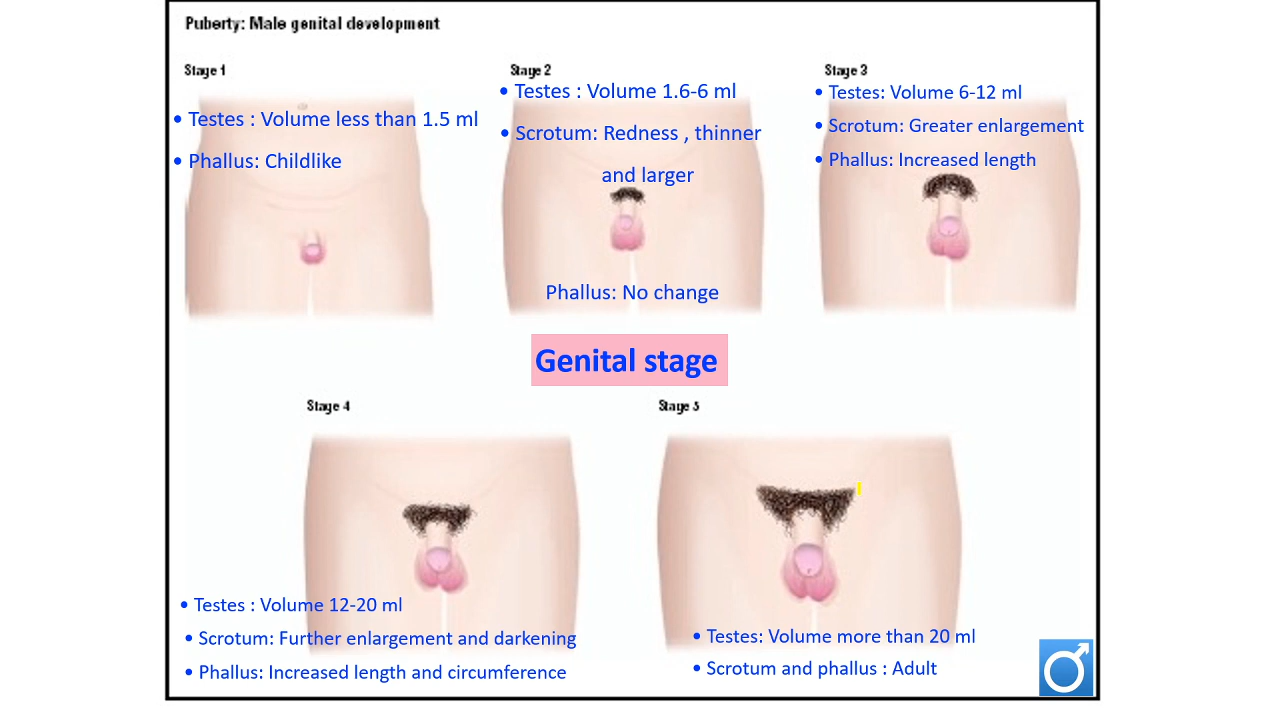 Puberty: Male genital development
Stage 1
• Testes : Volume less than 1.5 ml
• Phallus: Childlike
Stage 2
• Testes : Volume 1.6-6 ml
• Scrotum: Redness , thinner
and larger
Phallus: No change
Stage 3
• Testes: Volume 6-12 ml
• Scrotum: Greater enlargement
• Phallus: Increased length
Genital stage
Stage 4
• Testes : Volume 12-20 ml
• Scrotum: Further enlargement and darkening
• Phallus: Increased length and circumference
Stage 5
• Testes: Volume more than 20 ml
• Scrotum and phallus : Adult